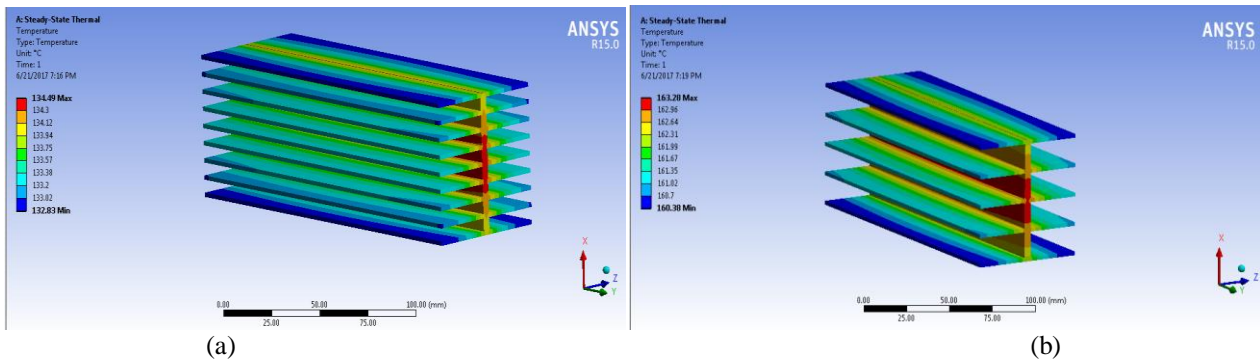 A: Steady-State Thermal
Temperature
Type: Temperature
Unit: °C
Time: 1
6/21/2017 7:16 PM
ANSYS
R15.0
134.49 Max
134.3
134.12
133.94
133.75
133.57
133.38
133.2
133.02
132.83 Min
X
Z
Y
0.00
50.00
100.00 (mm)
25.00
75.00
(a)
A: Steady-State Thermal
Temperature
Type: Temperature
Unit: °C
Time: 1
6/21/2017 7:19 PM
ANSYS
R15.0
163.28 Max
162.96
162.64
162.31
161.99
161.67
161.35
161.02
160.7
160.38 Min
X
Z
Y
0.00
50.00
100.00 (mm)
25.00
75.00
(b)